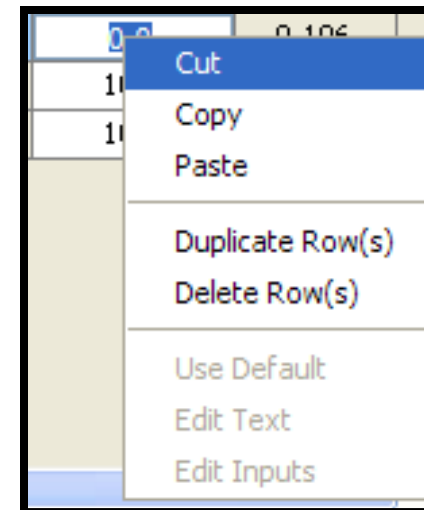 Cut
Copy
Paste
Duplicate Row(s)
Delete Row(s)
Use Default
Edit Text
Edit Inputs